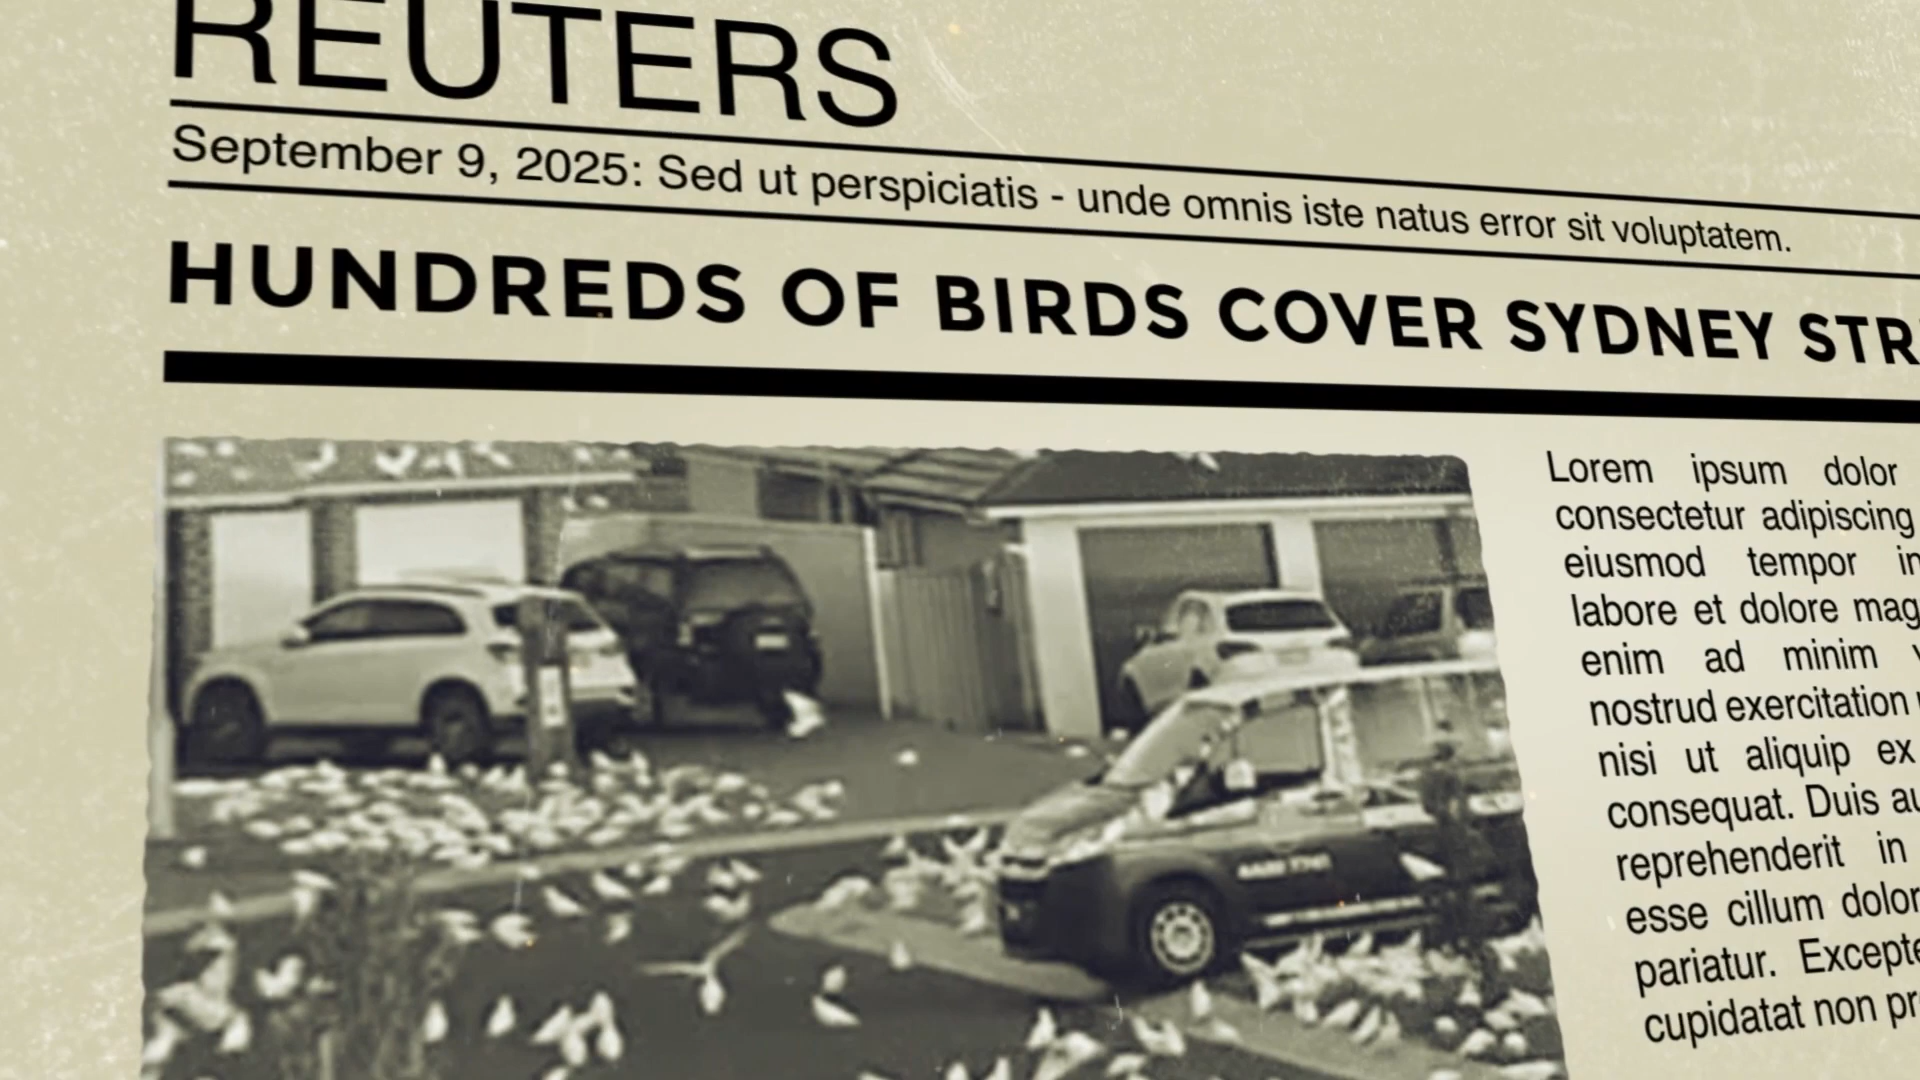 REUTERS
September 9, 2025: Sed ut perspiciatis - unde omnis iste natus error sit voluptatem.
HUNDREDS OF BIRDS COVER SYDNEY STR
Lorem ipsum dolor
consectetur adipiscing
eiusmod tempor in
labore et dolore mag
enim ad minim
nostrud exercitation
nisi ut aliquip ex
consequat. Duis au
reprehenderit in
esse cillum dolor
pariatur. Excepte
cupidatat non pr